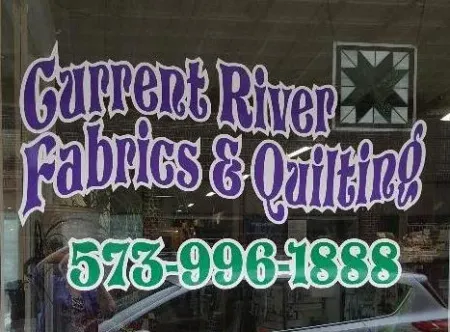 Current River
Fabrics & Quilting
573-996-1888